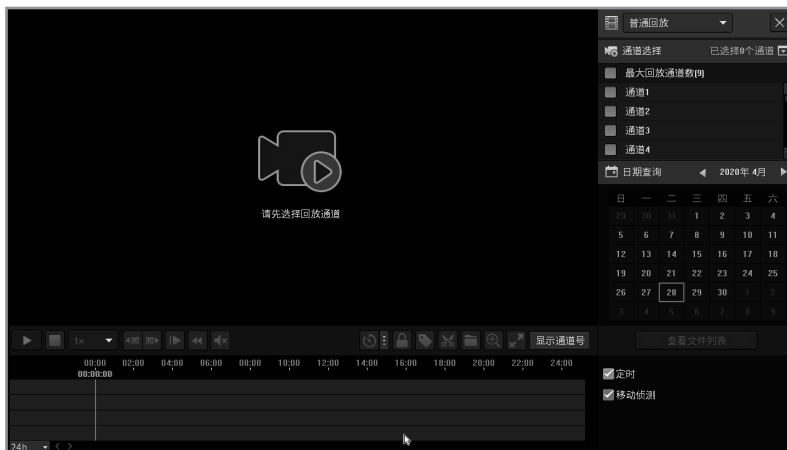 普通回放
通道选择 已选择0个通道
最大回放通道数(9)
通道1
通道2
通道3
通道4
日期查询 2020年 4月
日 一 二 三 四 五 六
29 30 31 1 2 3 4
5 6 7 8 9 10 11
12 13 14 15 16 17 18
19 20 21 22 23 24 25
26 27 28 29 30 1 2
3 4 5 6 7 8 9
请先选择回放通道
1× 30 30 显示通道号
查看文件列表
00:00 02:00 04:00 06:00 08:00 10:00 12:00 14:00 16:00 18:00 20:00 22:00 24:00
00:00:00
定时
移动侦测
24h